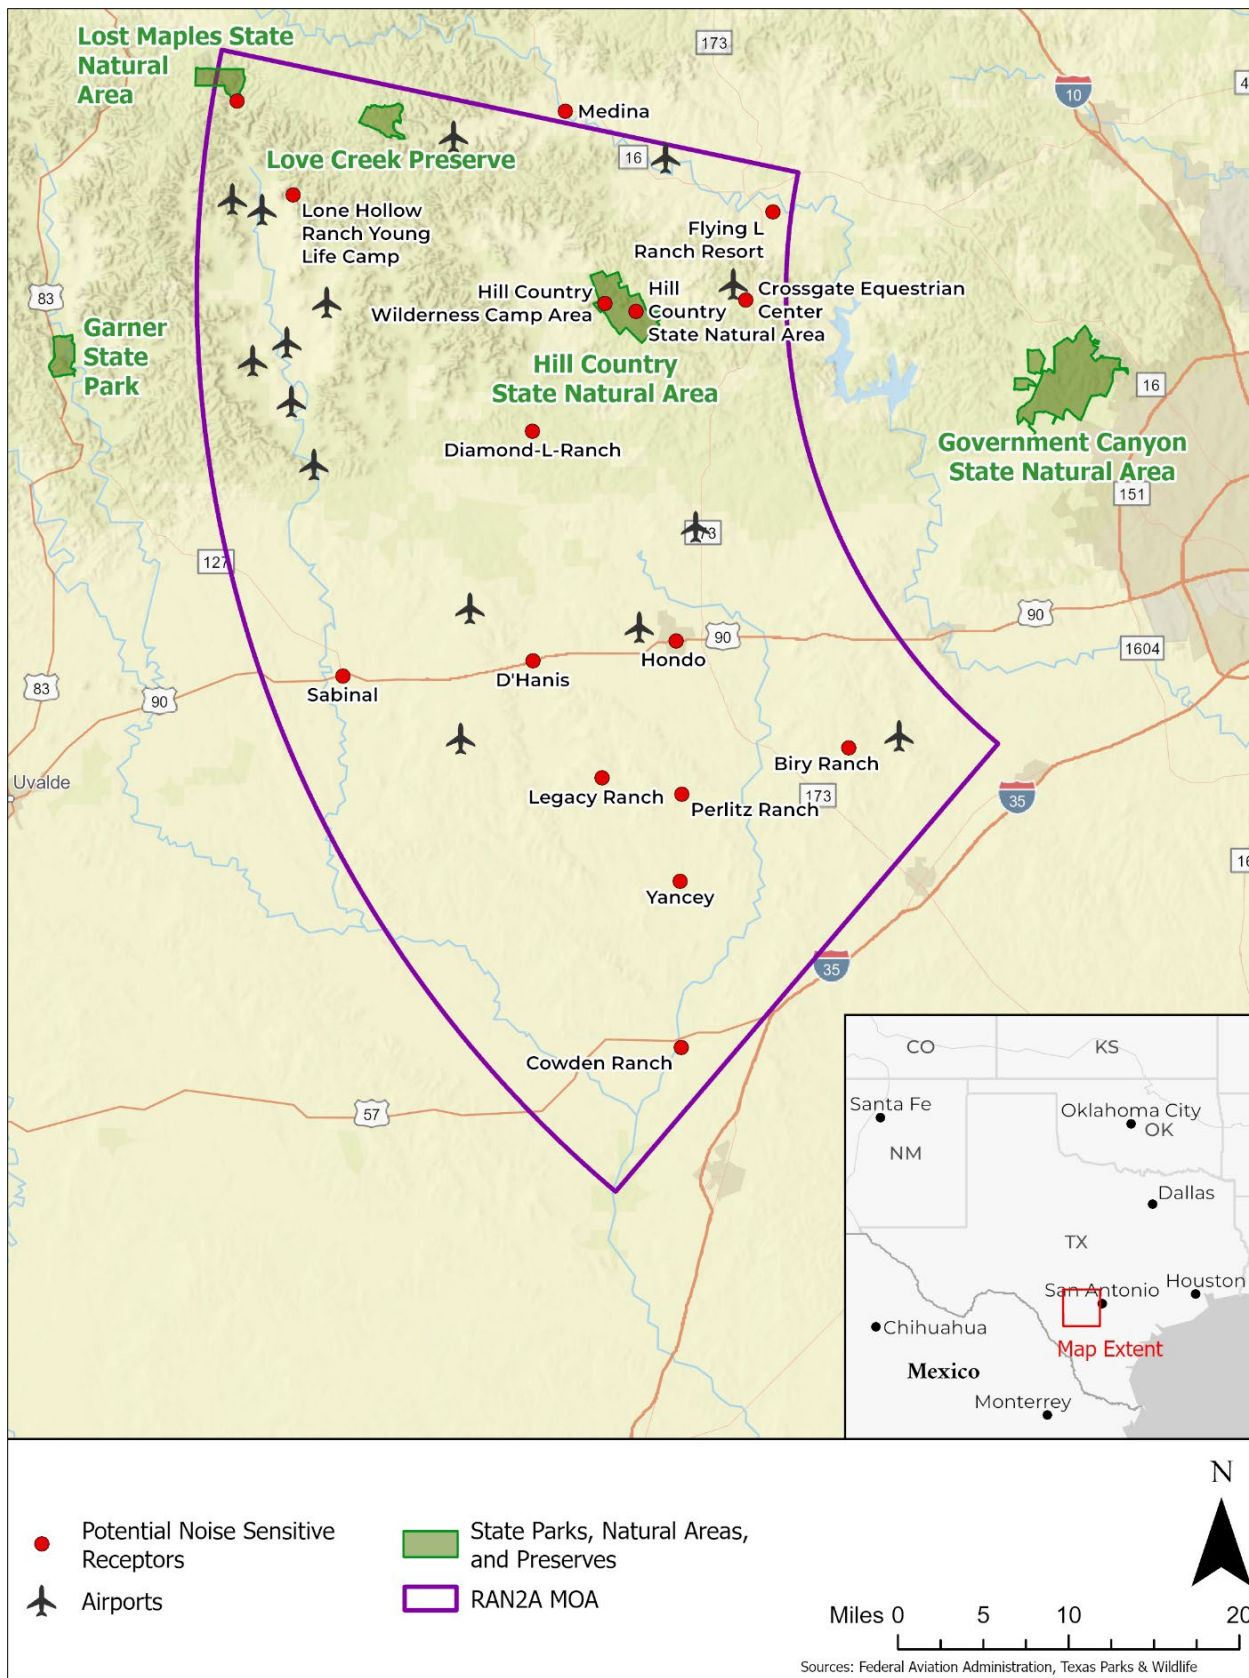 Lost Maples State
Natural
Area
173
10
4
Medina
16
Love Creek Preserve
Lone Hollow
Ranch Young
Life Camp
Flying L
Ranch Resort
83
Hill Country
Wilderness Camp Area
Hill
Country
State Natural Area
Crossgate Equestrian
Center
Garner
State
Park
Hill Country
State Natural Area
16
Diamond-L-Ranch
Government Canyon
State Natural Area
151
173
127
90
90
Hondo
1604
D'Hanis
Sabinal
83
90
Biry Ranch
Uvalde
Legacy Ranch
Perlitz Ranch
173
35
16
Yancey
35
Cowden Ranch
57
CO
KS
Santa Fe
Oklahoma City
OK
NM
Dallas
TX
San Antonio
Houston
Chihuahua
Map Extent
Mexico
Monterrey
N
Potential Noise Sensitive
Receptors
Airports
State Parks, Natural Areas,
and Preserves
RAN2A MOA
Miles 0 5 10 20
Sources: Federal Aviation Administration, Texas Parks & Wildlife